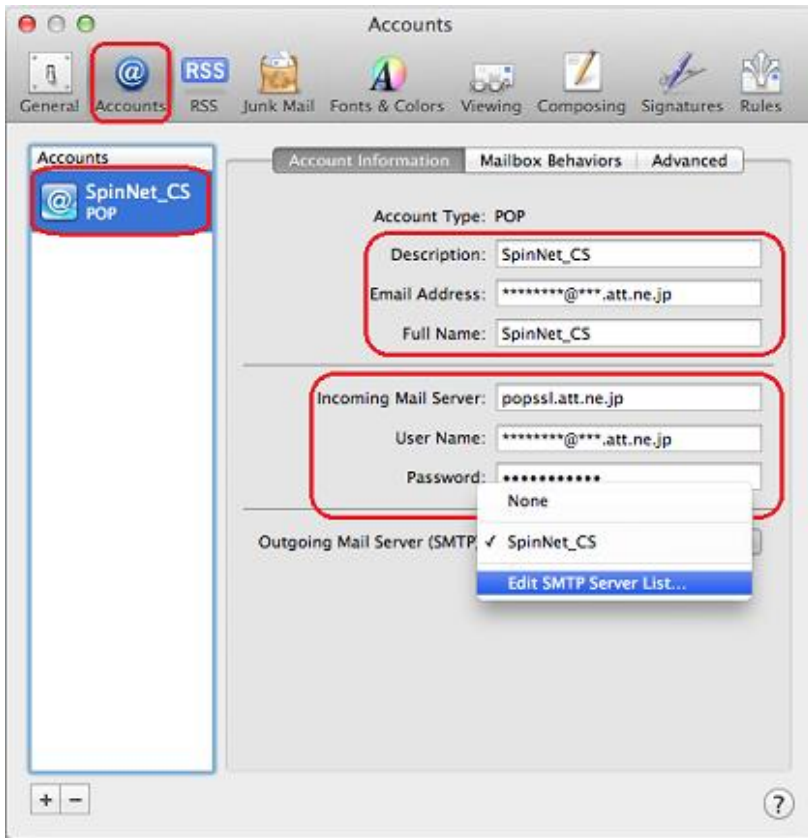 Accounts
RSS
General Accounts RSS Junk Mail Fonts & Colors Viewing Composing Signatures Rules
Accounts
SpinNet_CS
POP
Account Information Mailbox Behaviors Advanced
Account Type: POP
Description: SpinNet_CS
Email Address: ********@***.att.ne.jp
Full Name: SpinNet_CS
Incoming Mail Server: popssl.att.ne.jp
User Name: ********@***.att.ne.jp
Password: •••••••••••
None
Outgoing Mail Server (SMTP ✓ SpinNet_CS
Edit SMTP Server List...
+ − ?